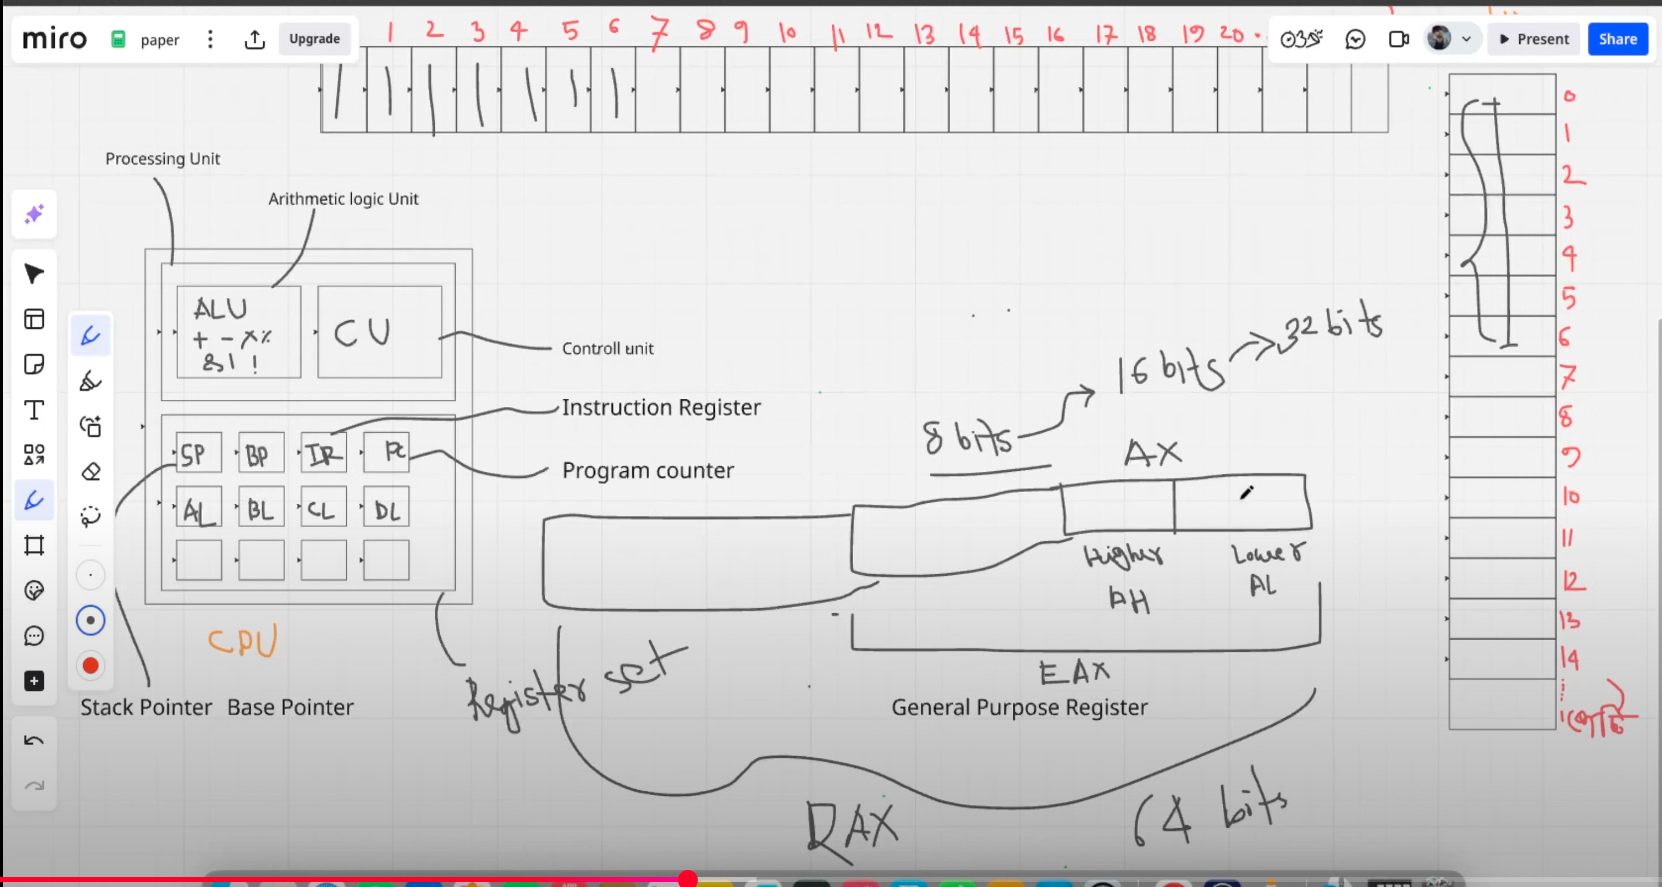 miro
paper
Upgrade
1 2 3 4 5 6 7 8 9 10 11 12 13 14 15 16 17 18 19 20
Present
Share
Processing Unit
Arithmetic logic Unit
ALU
+ - × %
& | !
CU
Controll unit
Instruction Register
Program counter
SP BP IR PC
AL BL CL DL
CPU
Stack Pointer
Base Pointer
Register set
8 bits
16 bits
32 bits
AX
Higher
AH
Lower
AL
EAX
General Purpose Register
RAX
64 bits
0
1
2
3
4
5
6
7
8
9
10
11
12
13
14